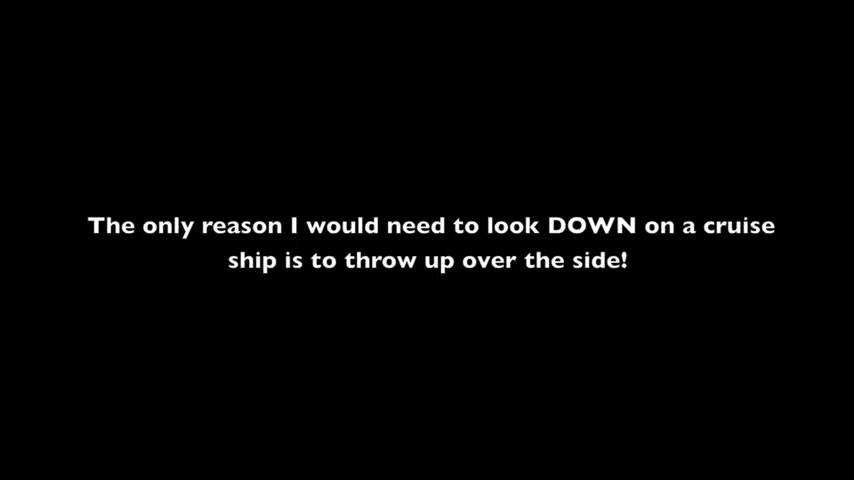 The only reason I would need to look DOWN on a cruise
ship is to throw up over the side!